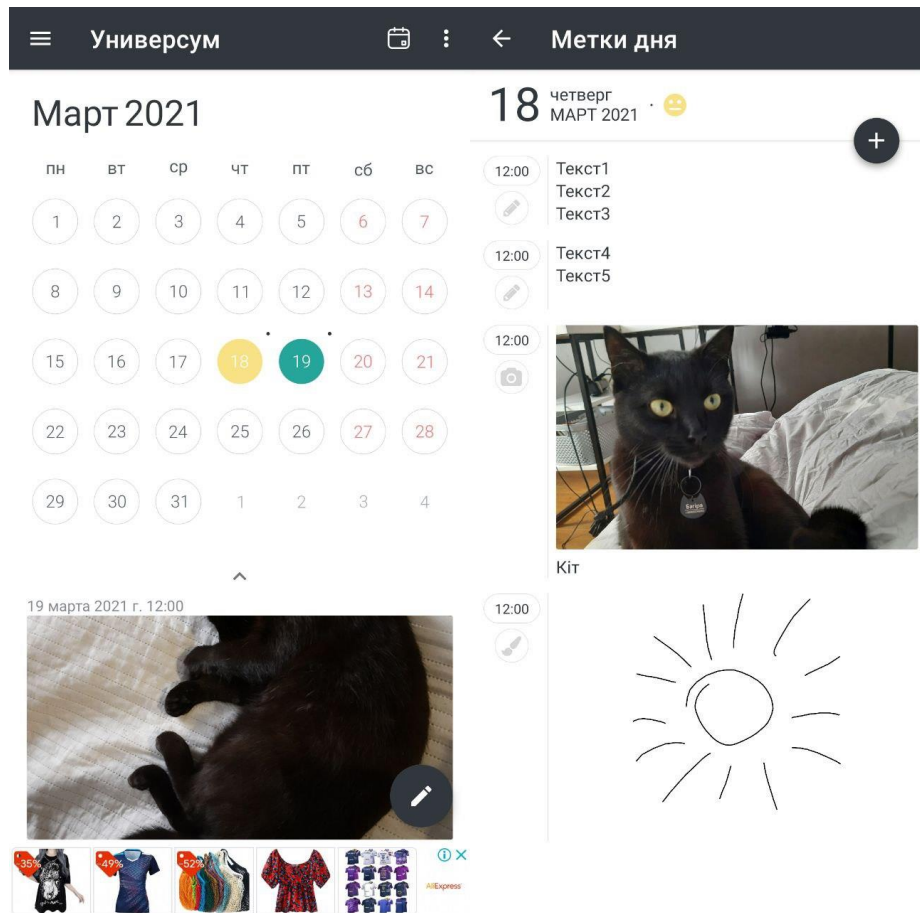 Универсум
Март 2021
пн вт ср чт пт сб вс
1 2 3 4 5 6 7
8 9 10 11 12 13 14
15 16 17 18 19 20 21
22 23 24 25 26 27 28
29 30 31 1 2 3 4
19 марта 2021 г. 12:00
-35%
-49%
-52%
AliExpress
Метки дня
18 четверг
МАРТ 2021
12:00
Текст1
Текст2
Текст3
12:00
Текст4
Текст5
12:00
Кіт
12:00